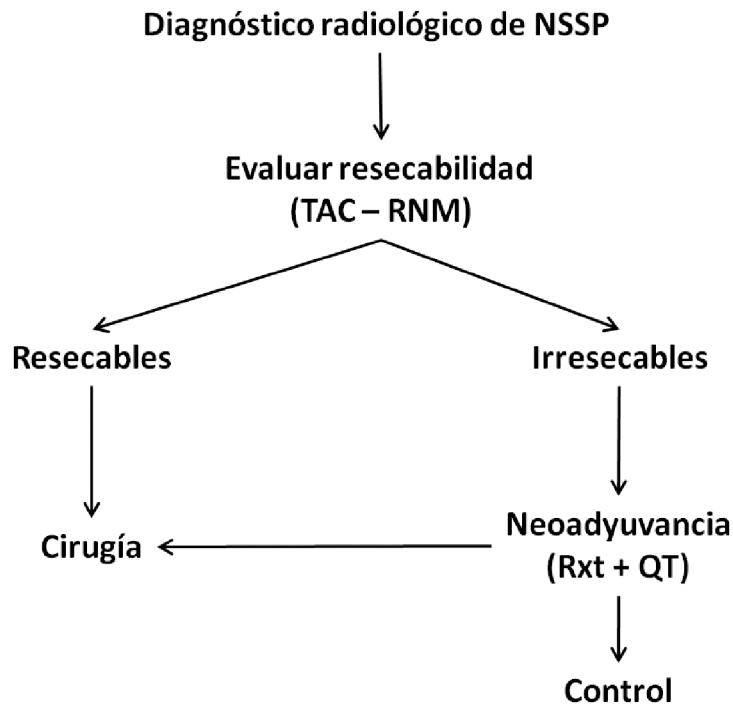 Diagnóstico radiológico de NSSP
Evaluar resecabilidad
(TAC – RNM)
Resecables
Irresecables
Cirugía
Neoadyuvancia
(Rxt + QT)
Control